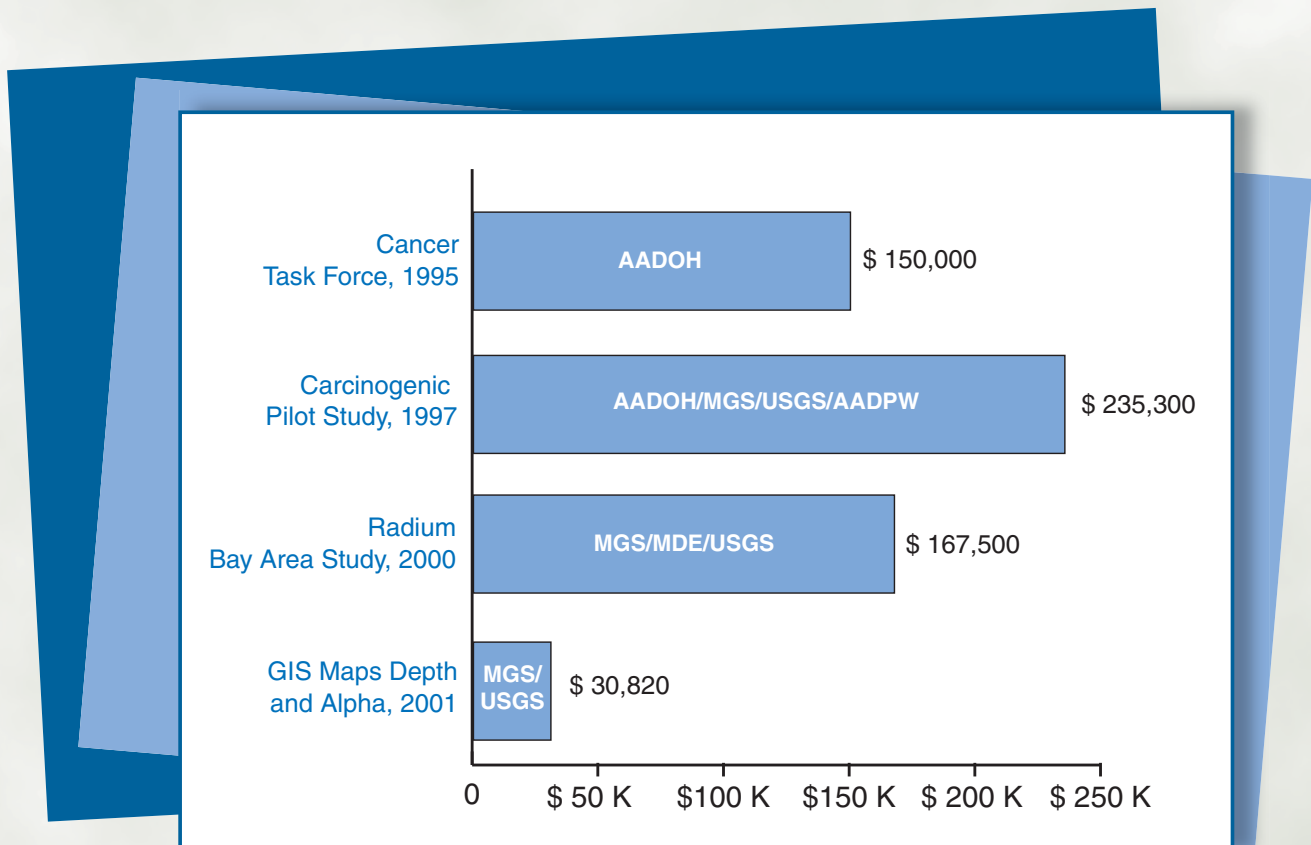 Cancer
Task Force, 1995
AADOH
$ 150,000
Carcinogenic
Pilot Study, 1997
AADOH/MGS/USGS/AADPW
$ 235,300
Radium
Bay Area Study, 2000
MGS/MDE/USGS
$ 167,500
GIS Maps Depth
and Alpha, 2001
MGS/
USGS
$ 30,820
0 $ 50 K $100 K $150 K $ 200 K $ 250 K